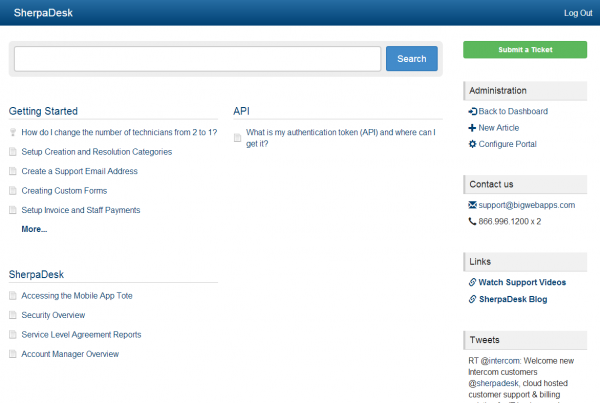 SherpaDesk
Log Out
Search
Submit a Ticket
Getting Started
How do I change the number of technicians from 2 to 1?
Setup Creation and Resolution Categories
Create a Support Email Address
Creating Custom Forms
Setup Invoice and Staff Payments
More...
API
What is my authentication token (API) and where can I
get it?
SherpaDesk
Accessing the Mobile App Tote
Security Overview
Service Level Agreement Reports
Account Manager Overview
Administration
Back to Dashboard
New Article
Configure Portal
Contact us
support@bigwebapps.com
866.996.1200 x 2
Links
Watch Support Videos
SherpaDesk Blog
Tweets
RT @intercom: Welcome new
Intercom customers
@sherpadesk, cloud hosted
customer support & billing